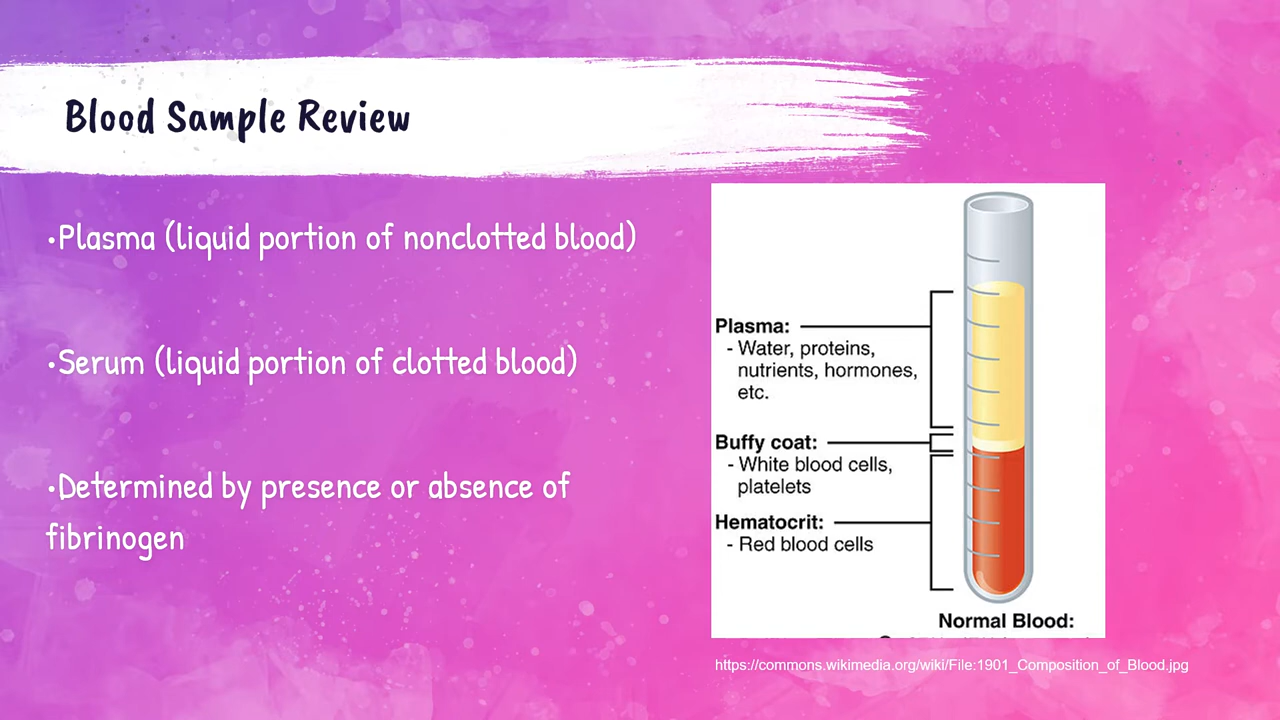 Blood Sample Review
•Plasma (liquid portion of nonclotted blood)
•Serum (liquid portion of clotted blood)
•Determined by presence or absence of
fibrinogen
Plasma:
- Water, proteins,
nutrients, hormones,
etc.
Buffy coat:
- White blood cells,
platelets
Hematocrit:
- Red blood cells
Normal Blood:
https://commons.wikimedia.org/wiki/File:1901_Composition_of_Blood.jpg